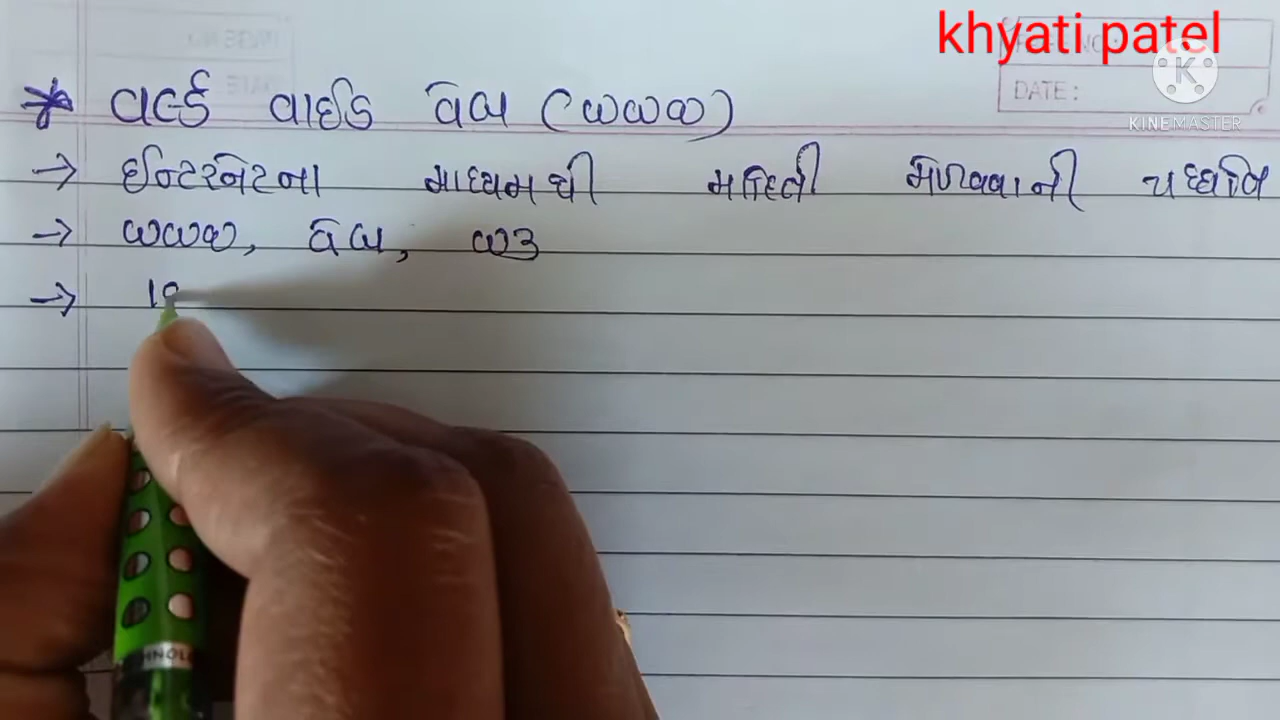 khyati patel
DATE :
K
KINEMASTER
* વર્લ્ડ વાઈડ વેબ (WWW)
→ ઈન્ટરનેટના માધ્યમથી માહિતી મેળવવાની પધ્ધતિ
→ WWW, વેબ, W3
→ 19